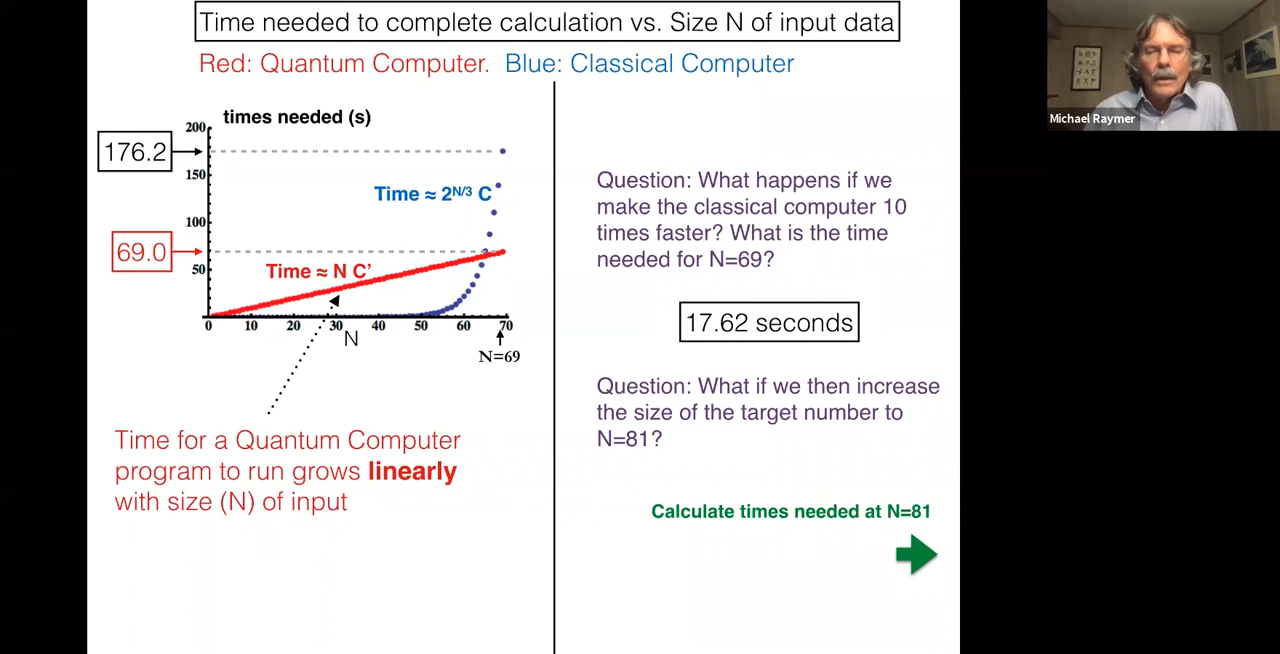 Time needed to complete calculation vs. Size N of input data
Red: Quantum Computer. Blue: Classical Computer
times needed (s)
200
176.2
150
Time ≈ 2^N/3 C
100
69.0
50
Time ≈ N C’
0 10 20 30 40 50 60 70
N
N=69
Time for a Quantum Computer
program to run grows linearly
with size (N) of input
Question: What happens if we
make the classical computer 10
times faster? What is the time
needed for N=69?
17.62 seconds
Question: What if we then increase
the size of the target number to
N=81?
Calculate times needed at N=81
Michael Raymer